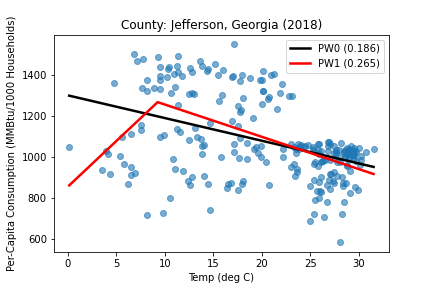 County: Jefferson, Georgia (2018)
PW0 (0.186)
PW1 (0.265)
Per-Capita Consumption (MMBtu/1000 Households)
1400
1200
1000
800
600
0 5 10 15 20 25 30
Temp (deg C)